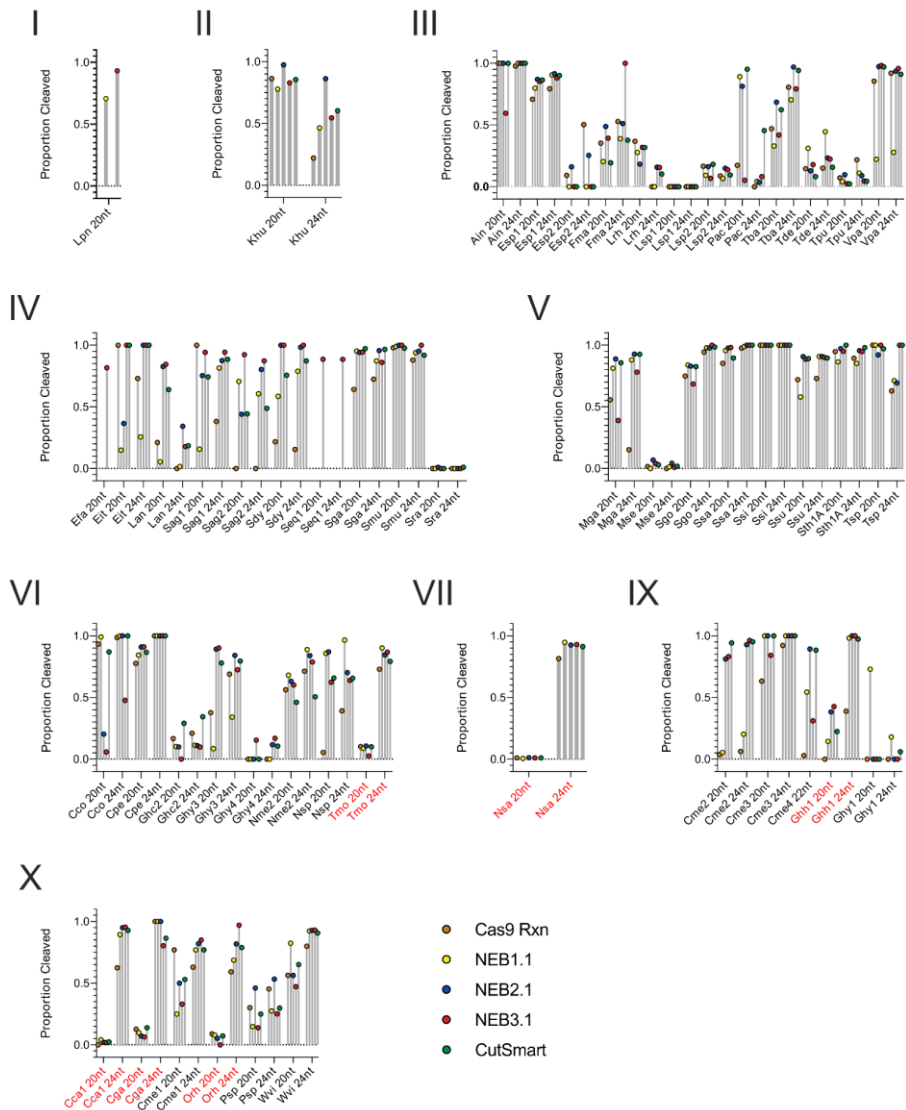 I
II
III
Proportion Cleaved
1.0
0.5
0.0
Lpn 20nt
Proportion Cleaved
1.0
0.5
0.0
Khu 20nt
Khu 24nt
Proportion Cleaved
1.0
0.5
0.0
Ain 20nt
Ain 24nt
Esp1 20nt
Esp1 24nt
Esp2 20nt
Esp2 24nt
Fma 20nt
Fma 24nt
Lrh 20nt
Lrh 24nt
Lsp1 20nt
Lsp1 24nt
Lsp2 20nt
Lsp2 24nt
Pac 20nt
Pac 24nt
Tba 20nt
Tba 24nt
Tde 20nt
Tde 24nt
Tpu 20nt
Tpu 24nt
Vpa 20nt
Vpa 24nt
IV
V
Proportion Cleaved
1.0
0.5
0.0
Efa 20nt
Eit 20nt
Eit 24nt
Lan 20nt
Lan 24nt
Sag1 20nt
Sag1 24nt
Sag2 20nt
Sag2 24nt
Sdy 20nt
Sdy 24nt
Seq1 20nt
Seq1 24nt
Sga 20nt
Sga 24nt
Smu 20nt
Smu 24nt
Sra 20nt
Sra 24nt
Proportion Cleaved
1.0
0.5
0.0
Mga 20nt
Mga 24nt
Mse 20nt
Mse 24nt
Sgo 20nt
Sgo 24nt
Ssa 20nt
Ssa 24nt
Ssi 20nt
Ssi 24nt
Ssu 20nt
Ssu 24nt
Sth1A 20nt
Sth1A 24nt
Tsp 20nt
Tsp 24nt
VI
VII
IX
Proportion Cleaved
1.0
0.5
0.0
Cco 20nt
Cco 24nt
Cpe 20nt
Cpe 24nt
Ghc2 20nt
Ghc2 24nt
Ghy3 20nt
Ghy3 24nt
Ghy4 20nt
Ghy4 24nt
Nme2 20nt
Nme2 24nt
Nsp 20nt
Nsp 24nt
Tmo 20nt
Tmo 24nt
Proportion Cleaved
1.0
0.5
0.0
Nsa 20nt
Nsa 24nt
Proportion Cleaved
1.0
0.5
0.0
Cme2 20nt
Cme2 24nt
Cme3 20nt
Cme3 24nt
Cme4 22nt
Ghh1 20nt
Ghh1 24nt
Ghy1 20nt
Ghy1 24nt
X
Proportion Cleaved
1.0
0.5
0.0
Cca1 20nt
Cca1 24nt
Cga 20nt
Cga 24nt
Cme1 20nt
Cme1 24nt
Orh 20nt
Orh 24nt
Psp 20nt
Psp 24nt
Wvi 20nt
Wvi 24nt
Cas9 Rxn
NEB1.1
NEB2.1
NEB3.1
CutSmart